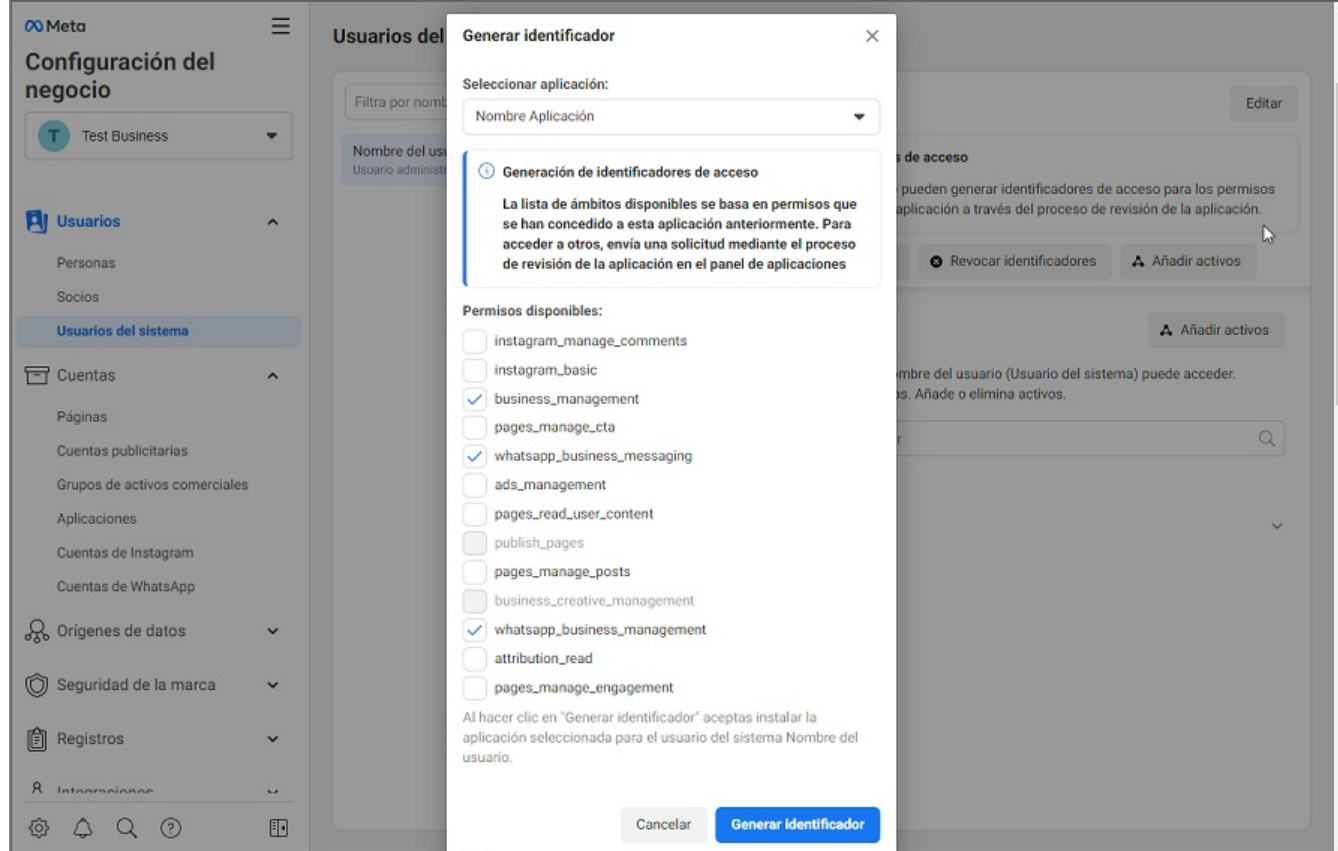 Meta
Configuración del
negocio
T
Test Business
Usuarios
Personas
Socios
Usuarios del sistema
Cuentas
Páginas
Cuentas publicitarias
Grupos de activos comerciales
Aplicaciones
Cuentas de Instagram
Cuentas de WhatsApp
Orígenes de datos
Seguridad de la marca
Registros
Integraciones
Usuarios del
Filtra por nomb
Nombre del usu
Usuario administr
Generar identificador
Seleccionar aplicación:
Nombre Aplicación
Generación de identificadores de acceso
La lista de ámbitos disponibles se basa en permisos que
se han concedido a esta aplicación anteriormente. Para
acceder a otros, envía una solicitud mediante el proceso
de revisión de la aplicación en el panel de aplicaciones
Permisos disponibles:
instagram_manage_comments
instagram_basic
business_management
pages_manage_cta
whatsapp_business_messaging
ads_management
pages_read_user_content
publish_pages
pages_manage_posts
business_creative_management
whatsapp_business_management
attribution_read
pages_manage_engagement
Al hacer clic en "Generar identificador" aceptas instalar la
aplicación seleccionada para el usuario del sistema Nombre del
usuario.
Cancelar
Generar identificador
Editar
s de acceso
pueden generar identificadores de acceso para los permisos
aplicación a través del proceso de revisión de la aplicación.
Revocar identificadores
Añadir activos
Añadir activos
mbre del usuario (Usuario del sistema) puede acceder.
os. Añade o elimina activos.
r